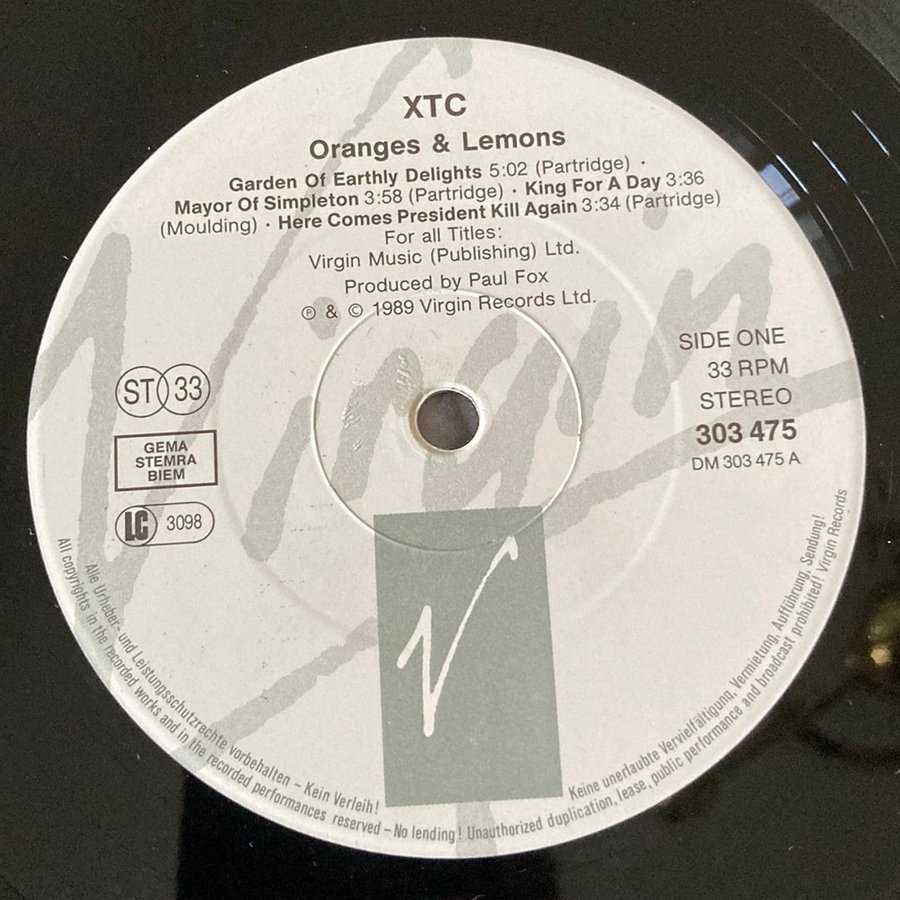 XTC
Oranges & Lemons
Garden Of Earthly Delights 5:02 (Partridge) ·
Mayor Of Simpleton 3:58 (Partridge) · King For A Day 3:36
(Moulding) · Here Comes President Kill Again 3:34 (Partridge)
For all Titles:
Virgin Music (Publishing) Ltd.
Produced by Paul Fox
℗ & © 1989 Virgin Records Ltd.
Virgin
SIDE ONE
33 RPM
STEREO
303 475
DM 303 475 A
ST 33
GEMA
STEMRA
BIEM
LC 3098
V
Alle Urheber- und Leistungsschutzrechte vorbehalten – Kein Verleih! Keine unerlaubte Vervielfältigung, Vermietung, Aufführung, Sendung!
All copyrights in the recorded works and in the recorded performances reserved – No lending! Unauthorized duplication, lease, public performance and broadcast prohibited! Virgin Records